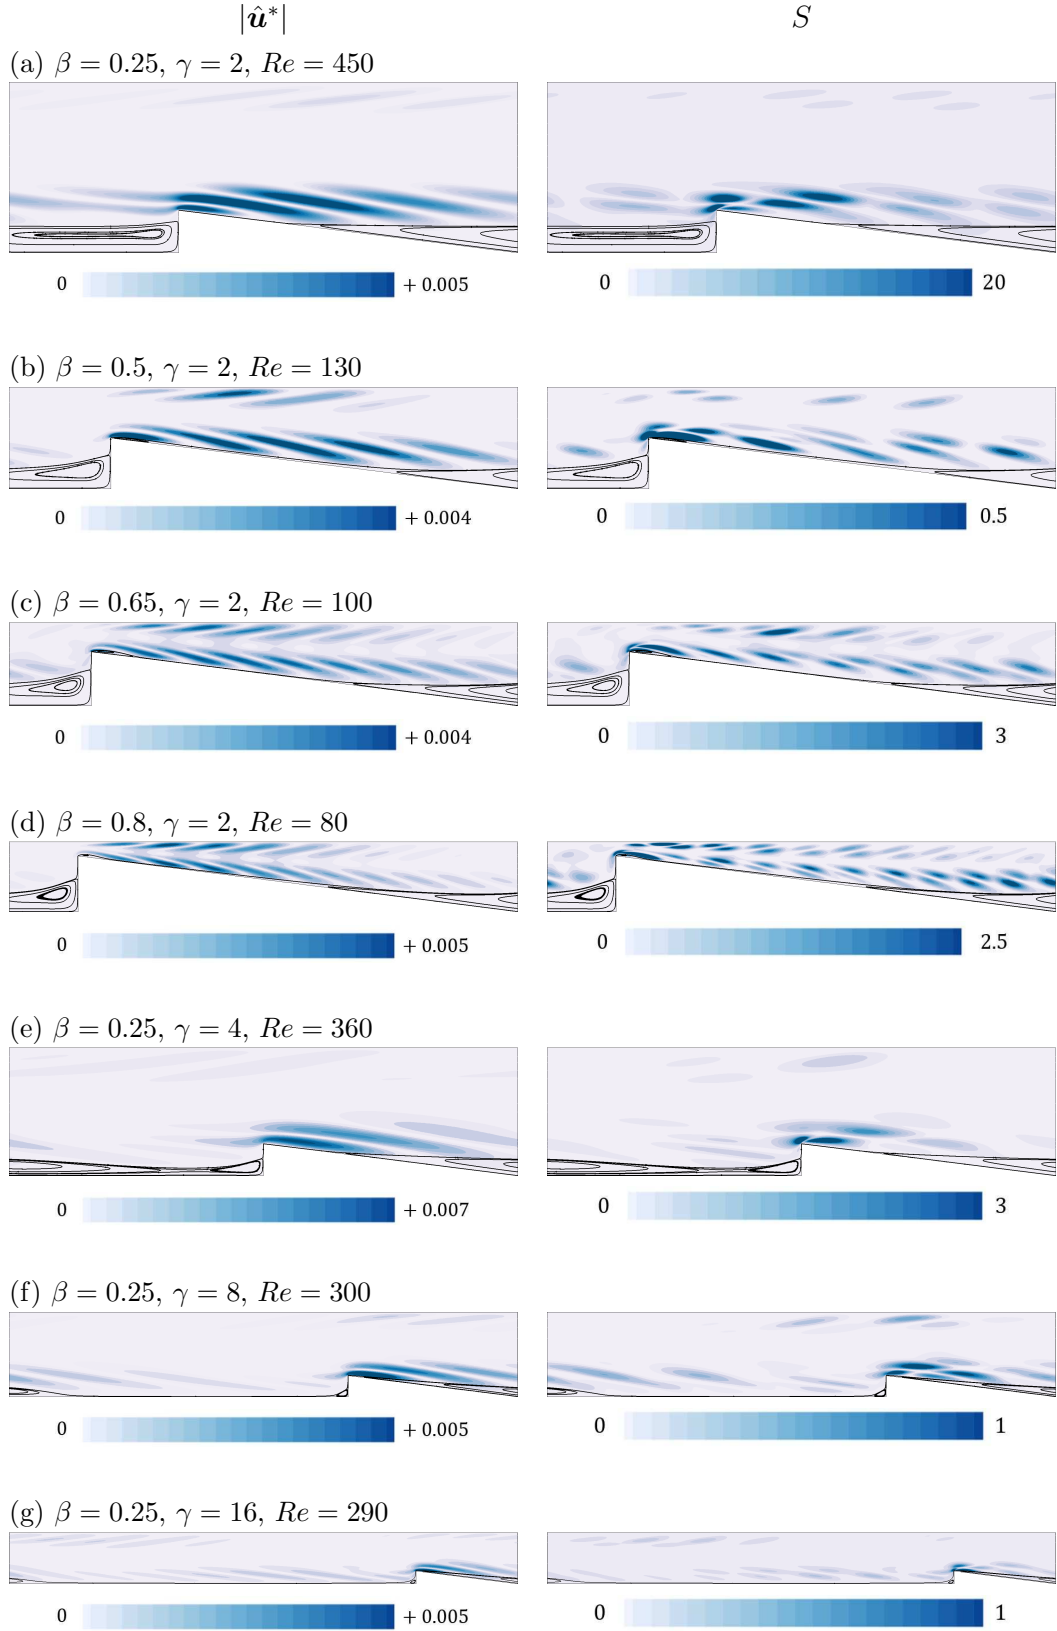 |û*| S
(a) β = 0.25, γ = 2, Re = 450
0 + 0.005 0 20
(b) β = 0.5, γ = 2, Re = 130
0 + 0.004 0 0.5
(c) β = 0.65, γ = 2, Re = 100
0 + 0.004 0 3
(d) β = 0.8, γ = 2, Re = 80
0 + 0.005 0 2.5
(e) β = 0.25, γ = 4, Re = 360
0 + 0.007 0 3
(f) β = 0.25, γ = 8, Re = 300
0 + 0.005 0 1
(g) β = 0.25, γ = 16, Re = 290
0 + 0.005 0 1